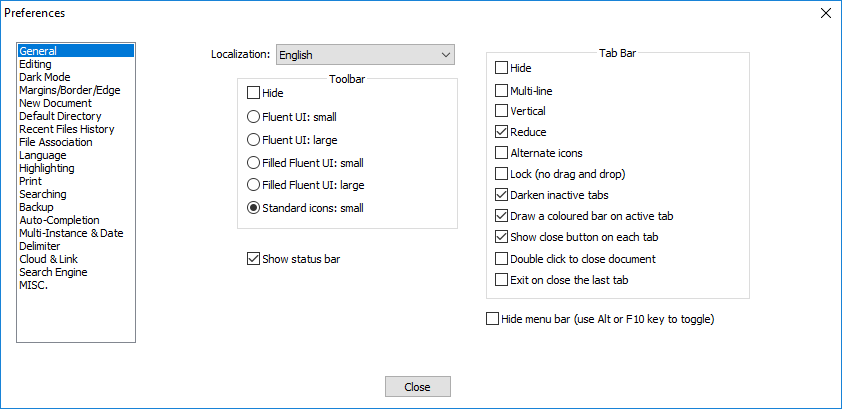 Preferences
General
Editing
Dark Mode
Margins/Border/Edge
New Document
Default Directory
Recent Files History
File Association
Language
Highlighting
Print
Searching
Backup
Auto-Completion
Multi-Instance & Date
Delimiter
Cloud & Link
Search Engine
MISC.
Localization: English
Toolbar
Hide
Fluent UI: small
Fluent UI: large
Filled Fluent UI: small
Filled Fluent UI: large
Standard icons: small
Show status bar
Tab Bar
Hide
Multi-line
Vertical
Reduce
Alternate icons
Lock (no drag and drop)
Darken inactive tabs
Draw a coloured bar on active tab
Show close button on each tab
Double click to close document
Exit on close the last tab
Hide menu bar (use Alt or F10 key to toggle)
Close